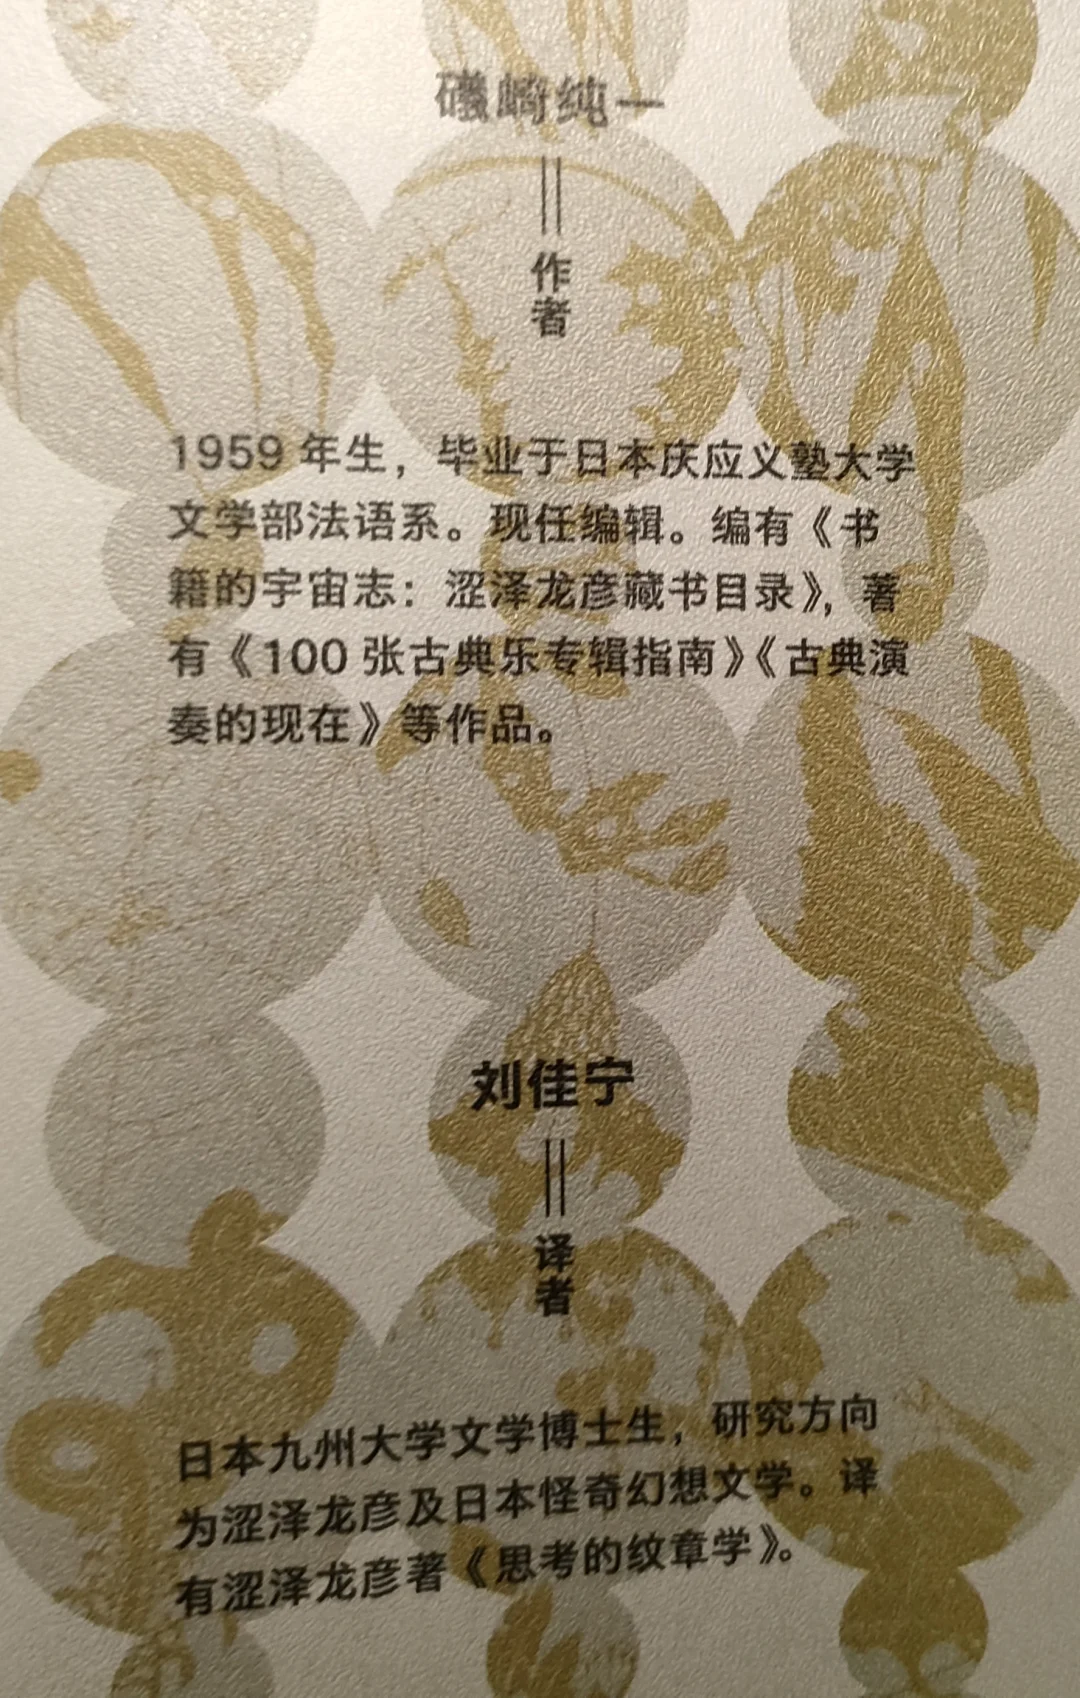 礒崎纯一
作者
1959 年生，毕业于日本庆应义塾大学
文学部法语系。现任编辑。编有《书
籍的宇宙志：涩泽龙彦藏书目录》，著
有《100 张古典乐专辑指南》《古典演
奏的现在》等作品。
刘佳宁
译者
日本九州大学文学博士生，研究方向
为涩泽龙彦及日本怪奇幻想文学。译
有涩泽龙彦著《思考的纹章学》。